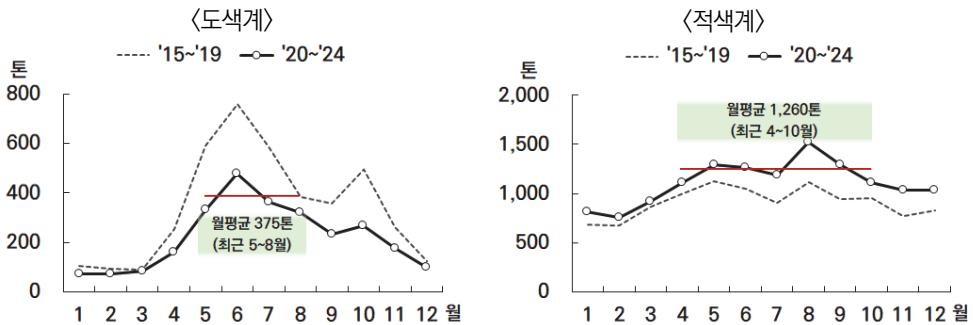 〈도색계〉
'15~'19 '20~'24
톤
800
600
400
200
0
월평균 375톤
(최근 5~8월)
1 2 3 4 5 6 7 8 9 10 11 12 월
〈적색계〉
'15~'19 '20~'24
톤
2,000
1,500
1,000
500
0
월평균 1,260톤
(최근 4~10월)
1 2 3 4 5 6 7 8 9 10 11 12 월